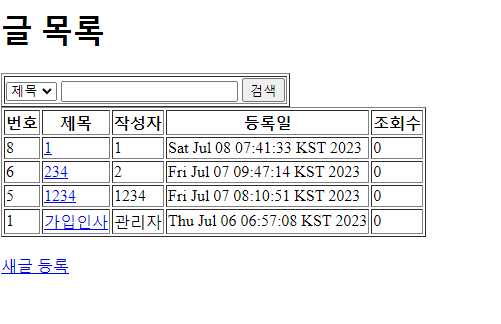 글 목록
제목 검색
번호 제목 작성자 등록일 조회수
8 1 1 Sat Jul 08 07:41:33 KST 2023 0
6 234 2 Fri Jul 07 09:47:14 KST 2023 0
5 1234 1234 Fri Jul 07 08:10:51 KST 2023 0
1 가입인사 관리자 Thu Jul 06 06:57:08 KST 2023 0
새글 등록